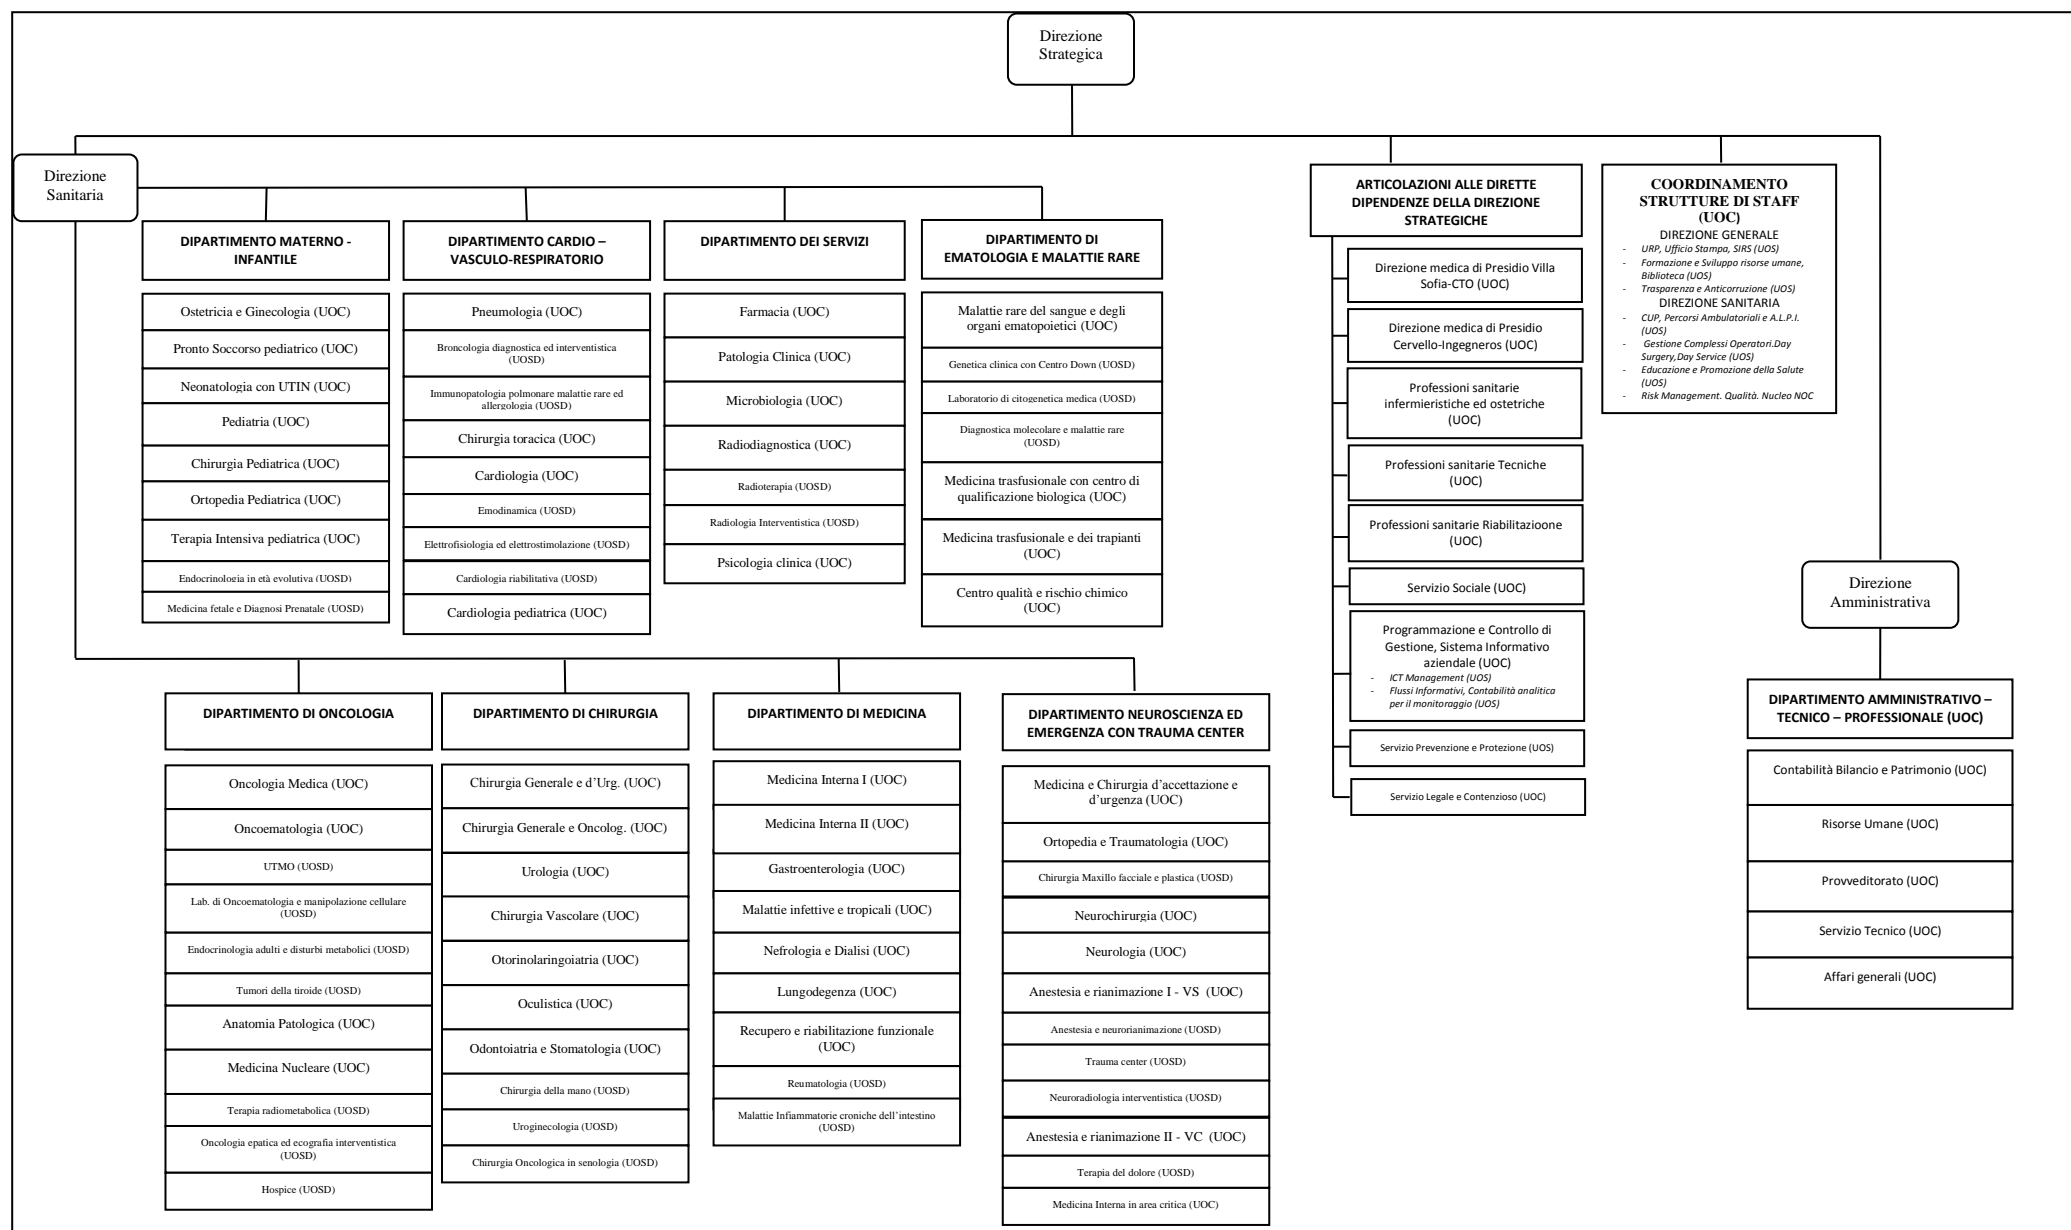 Direzione
Strategica
Direzione
Sanitaria
DIPARTIMENTO MATERNO -
INFANTILE
Ostetricia e Ginecologia (UOC)
Pronto Soccorso pediatrico (UOC)
Neonatologia con UTIN (UOC)
Pediatria (UOC)
Chirurgia Pediatrica (UOC)
Ortopedia Pediatrica (UOC)
Terapia Intensiva pediatrica (UOC)
Endocrinologia in età evolutiva (UOSD)
Medicina fetale e Diagnosi Prenatale (UOSD)
DIPARTIMENTO CARDIO –
VASCULO-RESPIRATORIO
Pneumologia (UOC)
Broncologia diagnostica ed interventistica
(UOSD)
Immunopatologia polmonare malattie rare ed
allergologia (UOSD)
Chirurgia toracica (UOC)
Cardiologia (UOC)
Emodinamica (UOSD)
Elettrofisiologia ed elettrostimolazione (UOSD)
Cardiologia riabilitativa (UOSD)
Cardiologia pediatrica (UOC)
DIPARTIMENTO DEI SERVIZI
Farmacia (UOC)
Patologia Clinica (UOC)
Microbiologia (UOC)
Radiodiagnostica (UOC)
Radioterapia (UOSD)
Radiologia Interventistica (UOSD)
Psicologia clinica (UOC)
DIPARTIMENTO DI
EMATOLOGIA E MALATTIE RARE
Malattie rare del sangue e degli
organi ematopoietici (UOC)
Genetica clinica con Centro Down (UOSD)
Laboratorio di citogenetica medica (UOSD)
Diagnostica molecolare e malattie rare
(UOSD)
Medicina trasfusionale con centro di
qualificazione biologica (UOC)
Medicina trasfusionale e dei trapianti
(UOC)
Centro qualità e rischio chimico
(UOC)
ARTICOLAZIONI ALLE DIRETTE
DIPENDENZE DELLA DIREZIONE
STRATEGICHE
Direzione medica di Presidio Villa
Sofia-CTO (UOC)
Direzione medica di Presidio
Cervello-Ingegneros (UOC)
Professioni sanitarie
infermieristiche ed ostetriche
(UOC)
Professioni sanitarie Tecniche
(UOC)
Professioni sanitarie Riabilitazioone
(UOC)
Servizio Sociale (UOC)
Programmazione e Controllo di
Gestione, Sistema Informativo
aziendale (UOC)
- ICT Management (UOS)
- Flussi Informativi, Contabilità analitica
per il monitoraggio (UOS)
Servizio Prevenzione e Protezione (UOS)
Servizio Legale e Contenzioso (UOC)
COORDINAMENTO
STRUTTURE DI STAFF
(UOC)
DIREZIONE GENERALE
- URP, Ufficio Stampa, SIRS (UOS)
- Formazione e Sviluppo risorse umane,
Biblioteca (UOS)
- Trasparenza e Anticorruzione (UOS)
DIREZIONE SANITARIA
- CUP, Percorsi Ambulatoriali e A.L.P.I.
(UOS)
- Gestione Complessi Operatori.Day
Surgery,Day Service (UOS)
- Educazione e Promozione della Salute
(UOS)
- Risk Management. Qualità. Nucleo NOC
Direzione
Amministrativa
DIPARTIMENTO AMMINISTRATIVO –
TECNICO – PROFESSIONALE (UOC)
Contabilità Bilancio e Patrimonio (UOC)
Risorse Umane (UOC)
Provveditorato (UOC)
Servizio Tecnico (UOC)
Affari generali (UOC)
DIPARTIMENTO DI ONCOLOGIA
Oncologia Medica (UOC)
Oncoematologia (UOC)
UTMO (UOSD)
Lab. di Oncoematologia e manipolazione cellulare
(UOSD)
Endocrinologia adulti e disturbi metabolici (UOSD)
Tumori della tiroide (UOSD)
Anatomia Patologica (UOC)
Medicina Nucleare (UOC)
Terapia radiometabolica (UOSD)
Oncologia epatica ed ecografia interventistica
(UOSD)
Hospice (UOSD)
DIPARTIMENTO DI CHIRURGIA
Chirurgia Generale e d’Urg. (UOC)
Chirurgia Generale e Oncolog. (UOC)
Urologia (UOC)
Chirurgia Vascolare (UOC)
Otorinolaringoiatria (UOC)
Oculistica (UOC)
Odontoiatria e Stomatologia (UOC)
Chirurgia della mano (UOSD)
Uroginecologia (UOSD)
Chirurgia Oncologica in senologia (UOSD)
DIPARTIMENTO DI MEDICINA
Medicina Interna I (UOC)
Medicina Interna II (UOC)
Gastroenterologia (UOC)
Malattie infettive e tropicali (UOC)
Nefrologia e Dialisi (UOC)
Lungodegenza (UOC)
Recupero e riabilitazione funzionale
(UOC)
Reumatologia (UOSD)
Malattie Infiammatorie croniche dell’intestino
(UOSD)
DIPARTIMENTO NEUROSCIENZA ED
EMERGENZA CON TRAUMA CENTER
Medicina e Chirurgia d’accettazione e
d’urgenza (UOC)
Ortopedia e Traumatologia (UOC)
Chirurgia Maxillo facciale e plastica (UOSD)
Neurochirurgia (UOC)
Neurologia (UOC)
Anestesia e rianimazione I - VS (UOC)
Anestesia e neurorianimazione (UOSD)
Trauma center (UOSD)
Neuroradiologia interventistica (UOSD)
Anestesia e rianimazione II - VC (UOC)
Terapia del dolore (UOSD)
Medicina Interna in area critica (UOC)